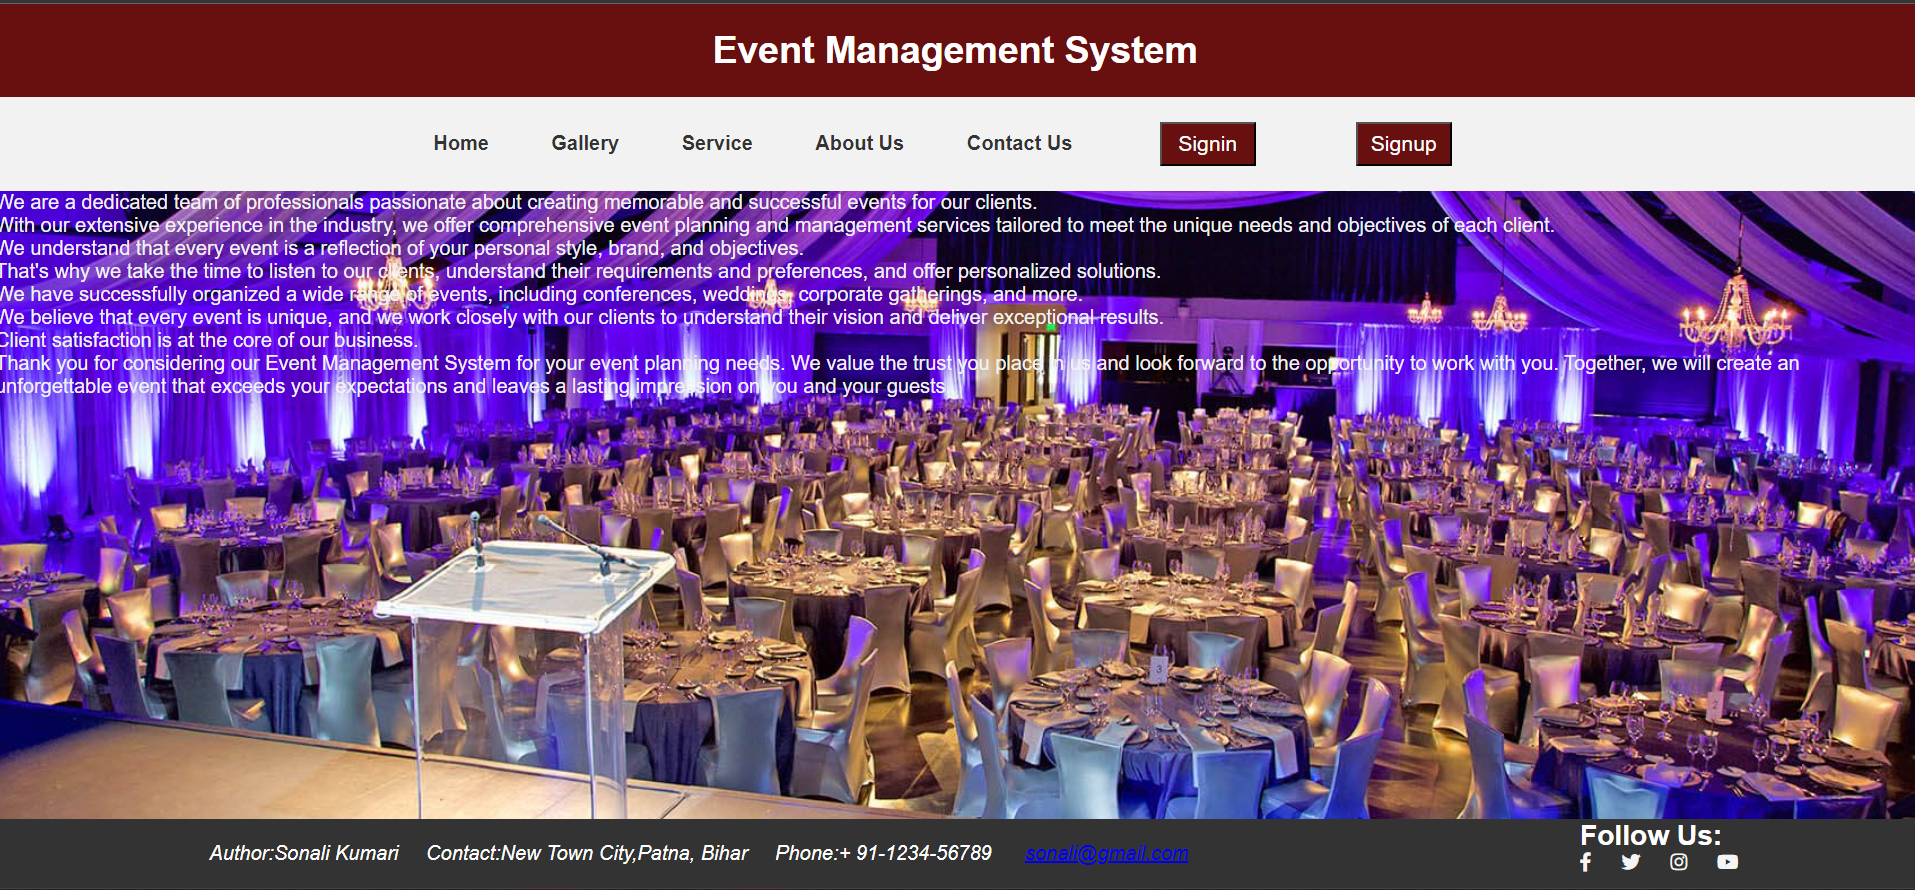 Event Management System
Home Gallery Service About Us Contact Us Signin Signup
We are a dedicated team of professionals passionate about creating memorable and successful events for our clients.
With our extensive experience in the industry, we offer comprehensive event planning and management services tailored to meet the unique needs and objectives of each client.
We understand that every event is a reflection of your personal style, brand, and objectives.
That's why we take the time to listen to our clients, understand their requirements and preferences, and offer personalized solutions.
We have successfully organized a wide range of events, including conferences, weddings, corporate gatherings, and more.
We believe that every event is unique, and we work closely with our clients to understand their vision and deliver exceptional results.
Client satisfaction is at the core of our business.
Thank you for considering our Event Management System for your event planning needs. We value the trust you place in us and look forward to the opportunity to work with you. Together, we will create an
unforgettable event that exceeds your expectations and leaves a lasting impression on you and your guests.
3
2
Follow Us:
Author:Sonali Kumari Contact:New Town City,Patna, Bihar Phone:+ 91-1234-56789 sonali@gmail.com